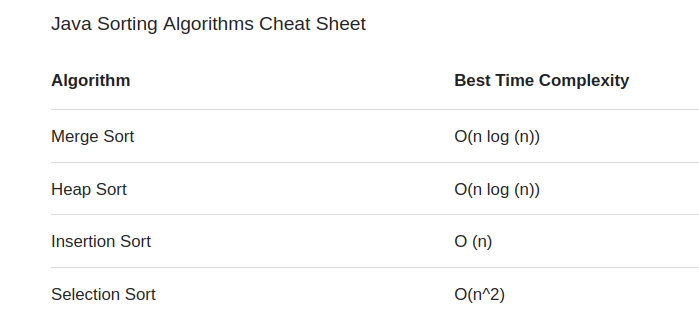 Java Sorting Algorithms Cheat Sheet
Algorithm Best Time Complexity
Merge Sort O(n log (n))
Heap Sort O(n log (n))
Insertion Sort O (n)
Selection Sort O(n^2)